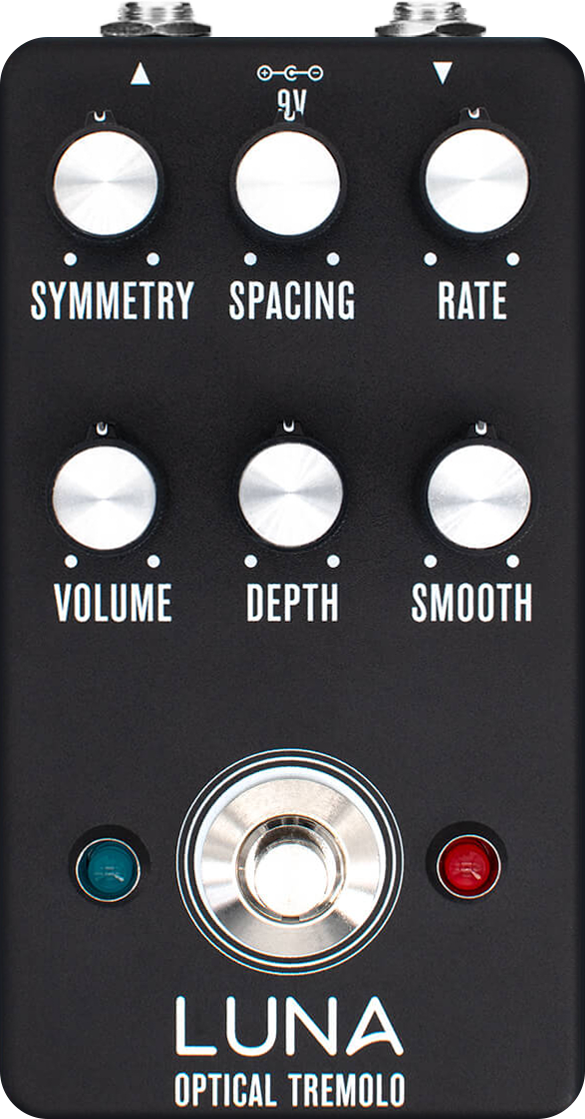 9V
SYMMETRY SPACING RATE
VOLUME DEPTH SMOOTH
LUNA
OPTICAL TREMOLO